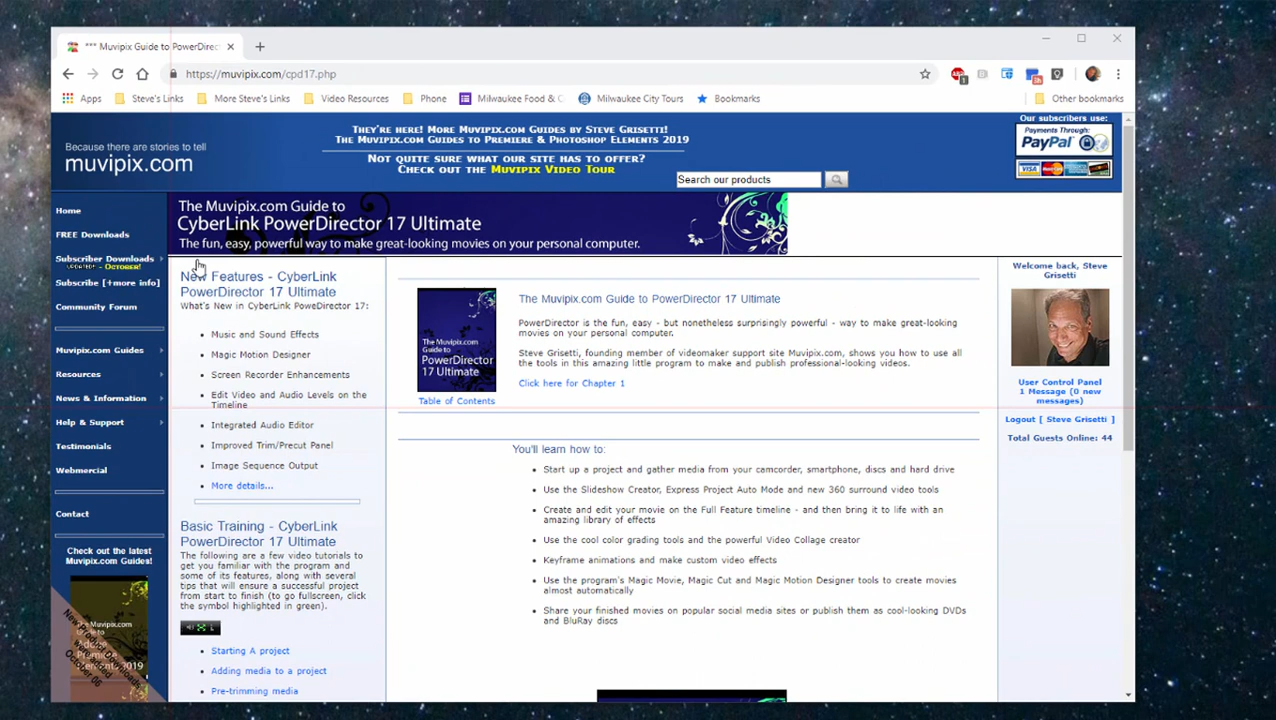 *** Muvipix Guide to PowerDirec
https://muvipix.com/cpd17.php
Apps
Steve's Links
More Steve's Links
Video Resources
Phone
Milwaukee Food & C
Milwaukee City Tours
Bookmarks
Other bookmarks
Because there are stories to tell
muvipix.com
They're here! More Muvipix.com Guides by Steve Grisetti!
The Muvipix.com Guides to Premiere & Photoshop Elements 2019
Not quite sure what our site has to offer?
Check out the Muvipix Video Tour
Search our products
Our subscribers use:
Payments Through:
PayPal
VISA
Home
FREE Downloads
Subscriber Downloads
UPDATED! - October!
Subscribe [+more info]
Community Forum
Muvipix.com Guides
Resources
News & Information
Help & Support
Testimonials
Webmercial
Contact
Check out the latest
Muvipix.com Guides!
The Muvipix.com Guide to
CyberLink PowerDirector 17 Ultimate
The fun, easy, powerful way to make great-looking movies on your personal computer.
New Features - CyberLink
PowerDirector 17 Ultimate
What's New in CyberLink PoweDirector 17:
Music and Sound Effects
Magic Motion Designer
Screen Recorder Enhancements
Edit Video and Audio Levels on the
Timeline
Integrated Audio Editor
Improved Trim/Precut Panel
Image Sequence Output
More details...
Basic Training - CyberLink
PowerDirector 17 Ultimate
The following are a few video tutorials to
get you familiar with the program and
some of its features, along with several
tips that will ensure a successful project
from start to finish (to go fullscreen, click
the symbol highlighted in green).
Starting A project
Adding media to a project
Pre-trimming media
The Muvipix.com
Guide to
PowerDirector
17 Ultimate
Table of Contents
The Muvipix.com Guide to PowerDirector 17 Ultimate
PowerDirector is the fun, easy - but nonetheless surprisingly powerful - way to make great-looking
movies on your personal computer.
Steve Grisetti, founding member of videomaker support site Muvipix.com, shows you how to use all
the tools in this amazing little program to make and publish professional-looking videos.
Click here for Chapter 1
You'll learn how to:
Start up a project and gather media from your camcorder, smartphone, discs and hard drive
Use the Slideshow Creator, Express Project Auto Mode and new 360 surround video tools
Create and edit your movie on the Full Feature timeline - and then bring it to life with an
amazing library of effects
Use the cool color grading tools and the powerful Video Collage creator
Keyframe animations and make custom video effects
Use the program's Magic Movie, Magic Cut and Magic Motion Designer tools to create movies
almost automatically
Share your finished movies on popular social media sites or publish them as cool-looking DVDs
and BluRay discs
Welcome back, Steve
Grisetti
User Control Panel
1 Message (0 new
messages)
Logout [ Steve Grisetti ]
Total Guests Online: 44